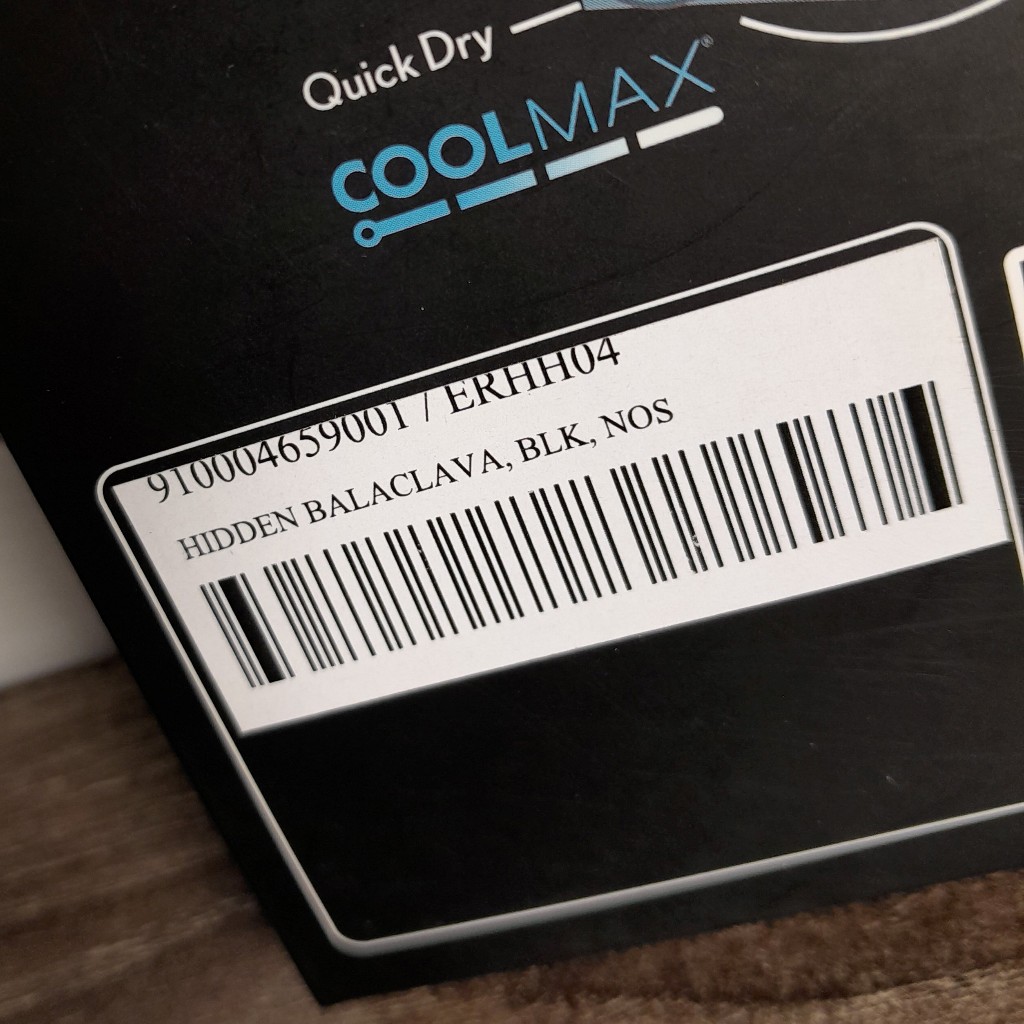 Quick Dry
COOLMAX®
910004659001 / ERHH04
HIDDEN BALACLAVA, BLK, NOS